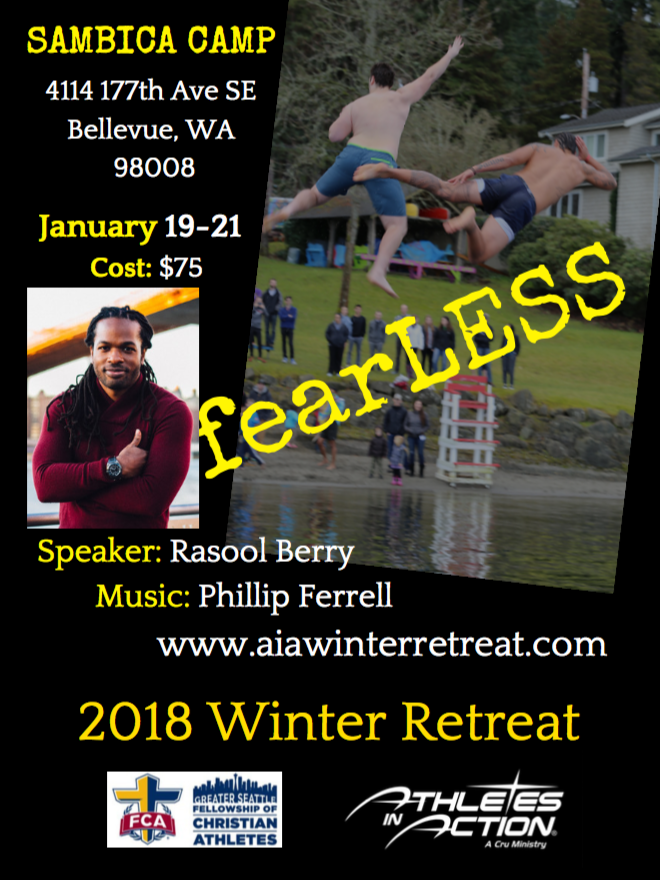 SAMBICA CAMP
4114 177th Ave SE
Bellevue, WA
98008
January 19-21
Cost: $75
fearLESS
Speaker: Rasool Berry
Music: Phillip Ferrell
www.aiawinterretreat.com
2018 Winter Retreat
FCA
GREATER SEATTLE
FELLOWSHIP OF
CHRISTIAN
ATHLETES
ATHLETES
IN ACTION®
A Cru Ministry